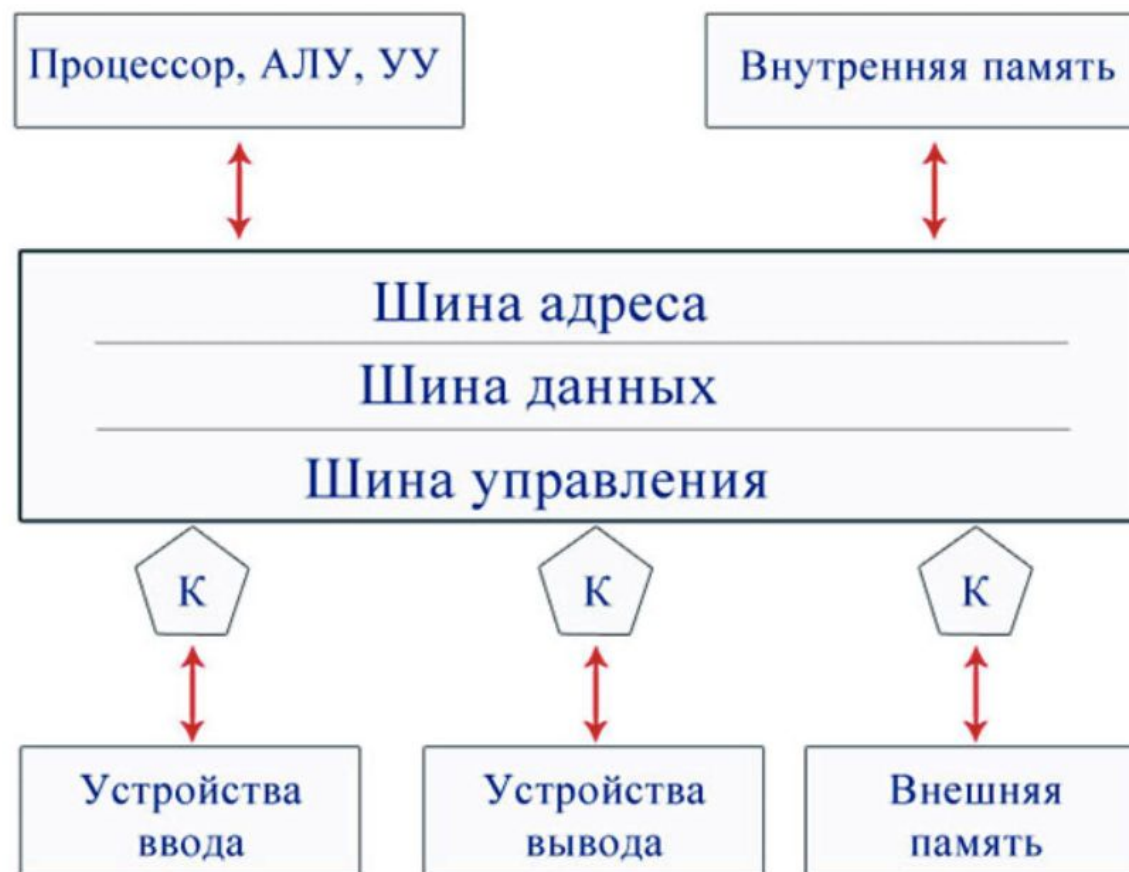 Процессор, АЛУ, УУ
Внутренняя память
Шина адреса
Шина данных
Шина управления
К
К
К
Устройства
ввода
Устройства
вывода
Внешняя
память